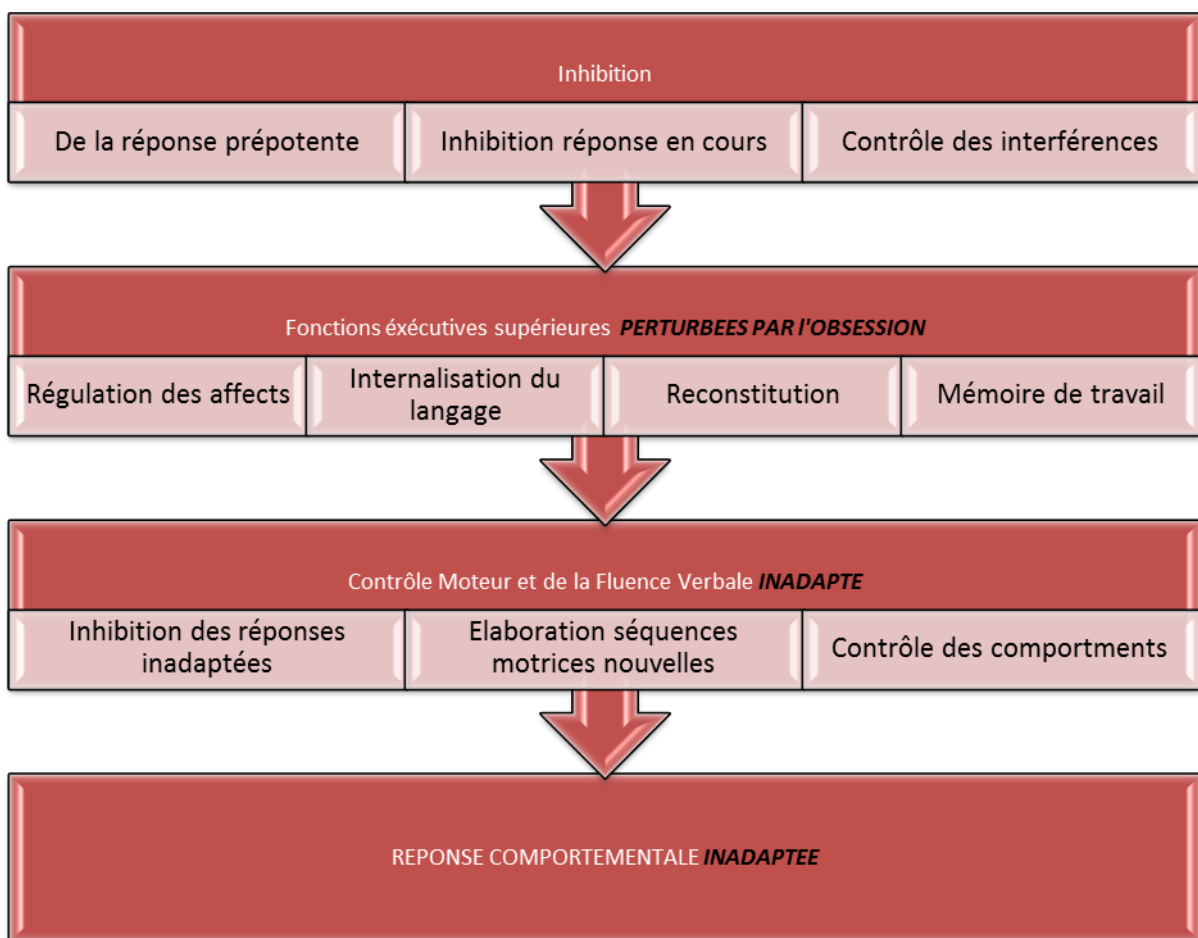 Inhibition
De la réponse prépotente
Inhibition réponse en cours
Contrôle des interférences
Fonctions éxécutives supérieures PERTURBEES PAR l'OBSESSION
Régulation des affects
Internalisation du
langage
Reconstitution
Mémoire de travail
Contrôle Moteur et de la Fluence Verbale INADAPTE
Inhibition des réponses
inadaptées
Elaboration séquences
motrices nouvelles
Contrôle des comportments
REPONSE COMPORTEMENTALE INADAPTEE